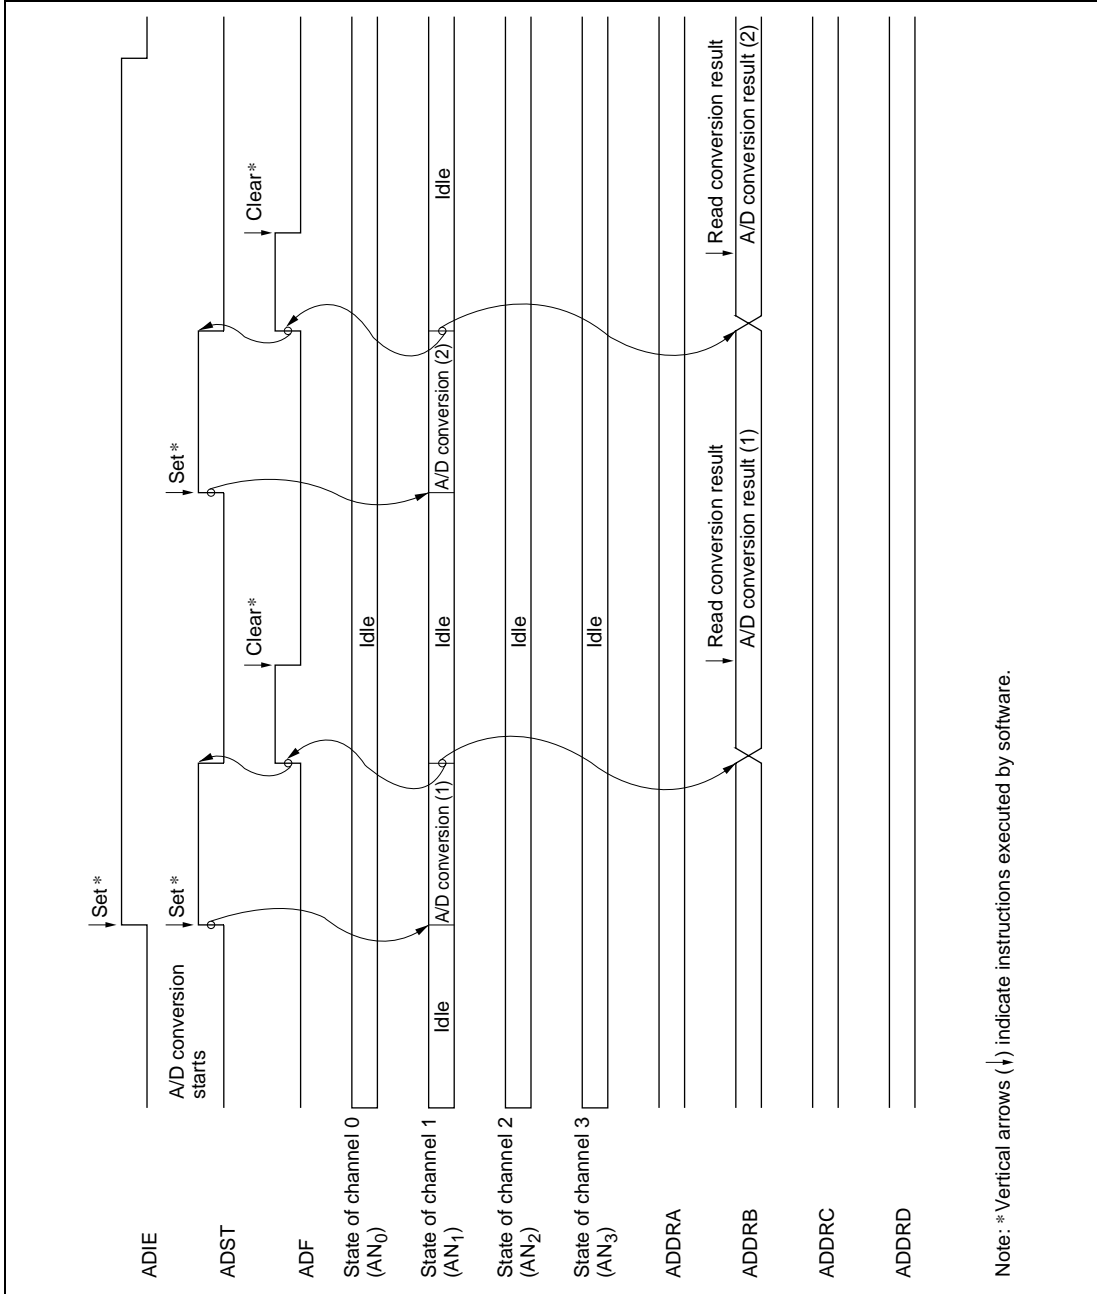 ADIE
Set *
ADST
A/D conversion
starts
Set *
Set *
ADF
Clear *
Clear *
State of channel 0
(AN0)
Idle
State of channel 1
(AN1)
Idle
A/D conversion (1)
Idle
A/D conversion (2)
Idle
State of channel 2
(AN2)
Idle
State of channel 3
(AN3)
Idle
ADDRA
ADDRB
Read conversion result
A/D conversion result (1)
Read conversion result
A/D conversion result (2)
ADDRC
ADDRD
Note: * Vertical arrows (↓) indicate instructions executed by software.